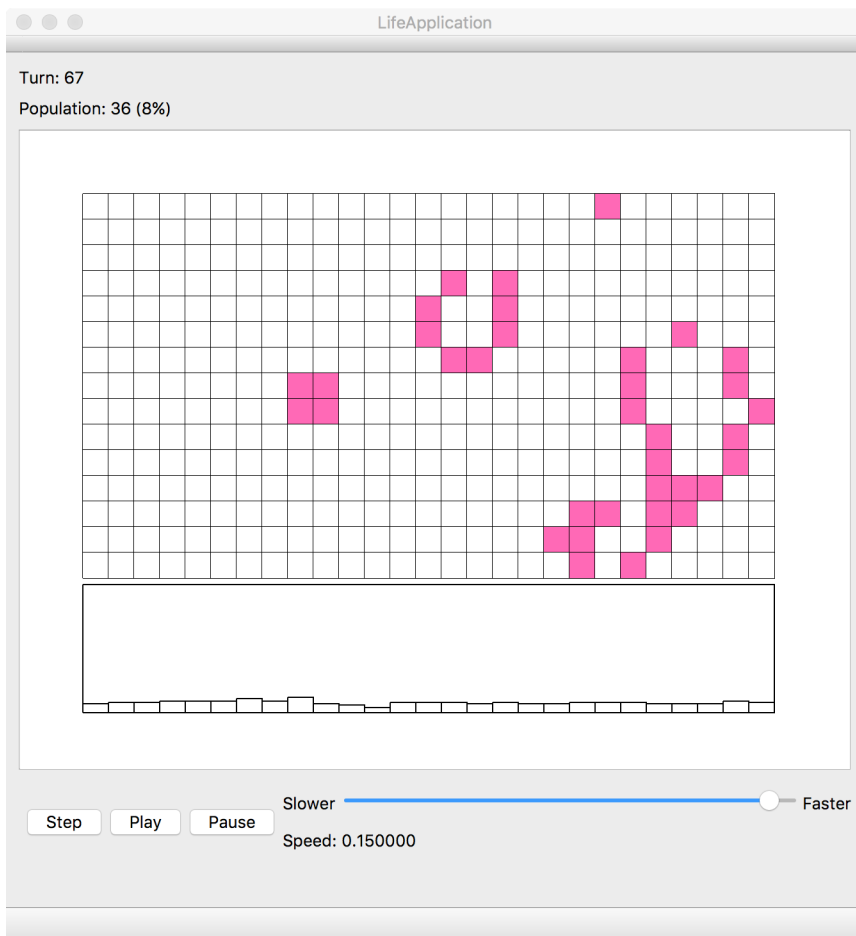 LifeApplication
Turn: 67
Population: 36 (8%)
Step
Play
Pause
Slower
Faster
Speed: 0.150000